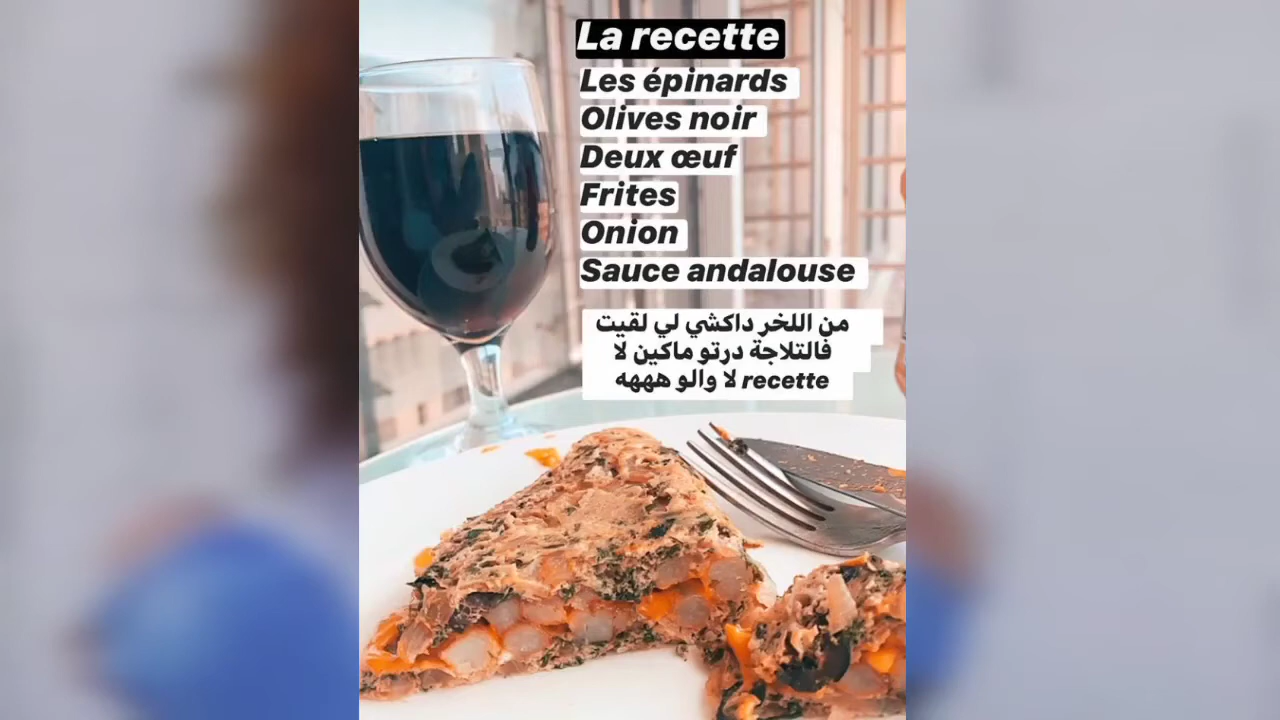 La recette
Les épinards
Olives noir
Deux œuf
Frites
Onion
Sauce andalouse
من اللخر داكشي لي لقيت
فالتلاجة درتو ماكين لا
recette لا والو هههه